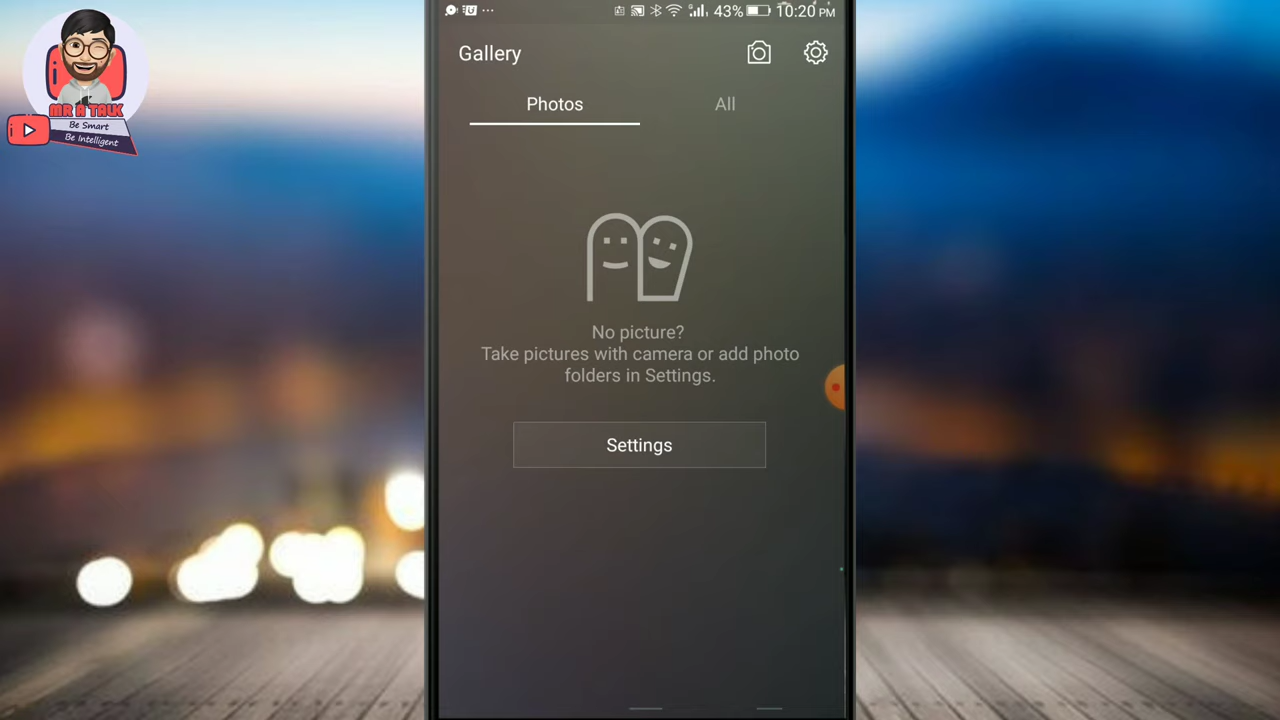 43% 10:20 PM
Gallery
Photos All
No picture?
Take pictures with camera or add photo
folders in Settings.
Settings
MR A TALK
Be Smart
Be Intelligent